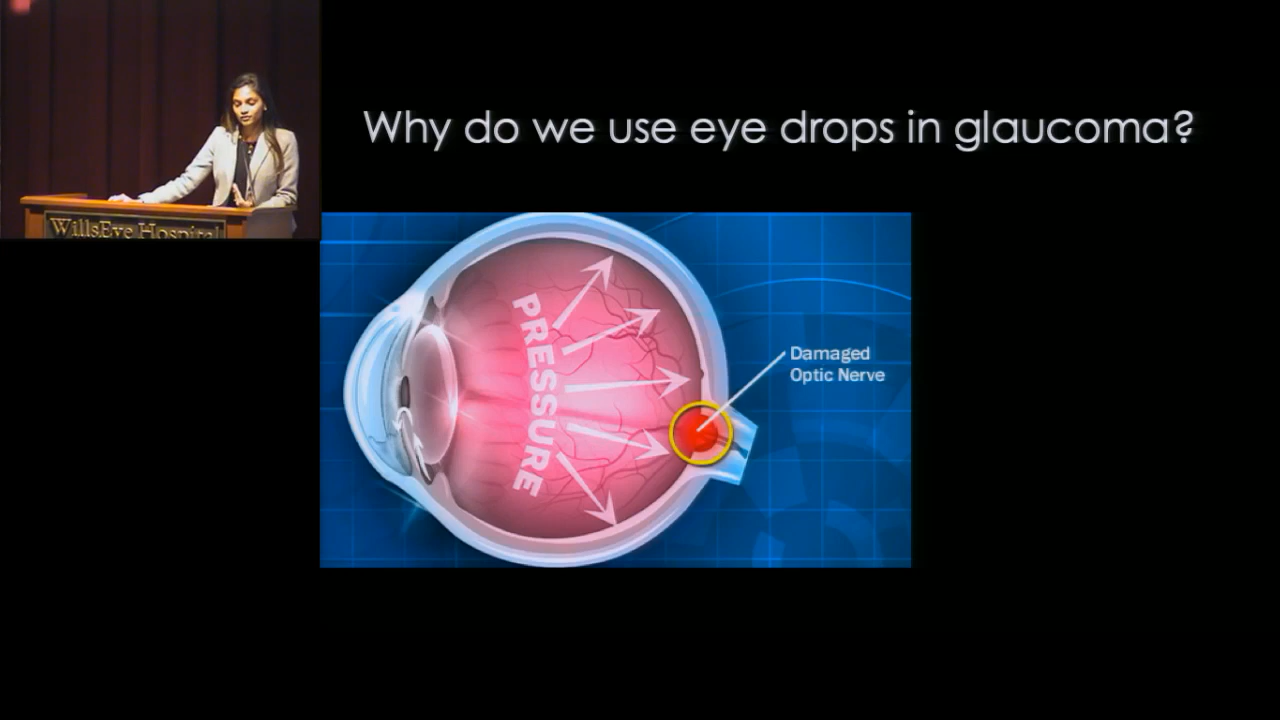 Why do we use eye drops in glaucoma?
WillsEye Hospital
PRESSURE
Damaged
Optic Nerve